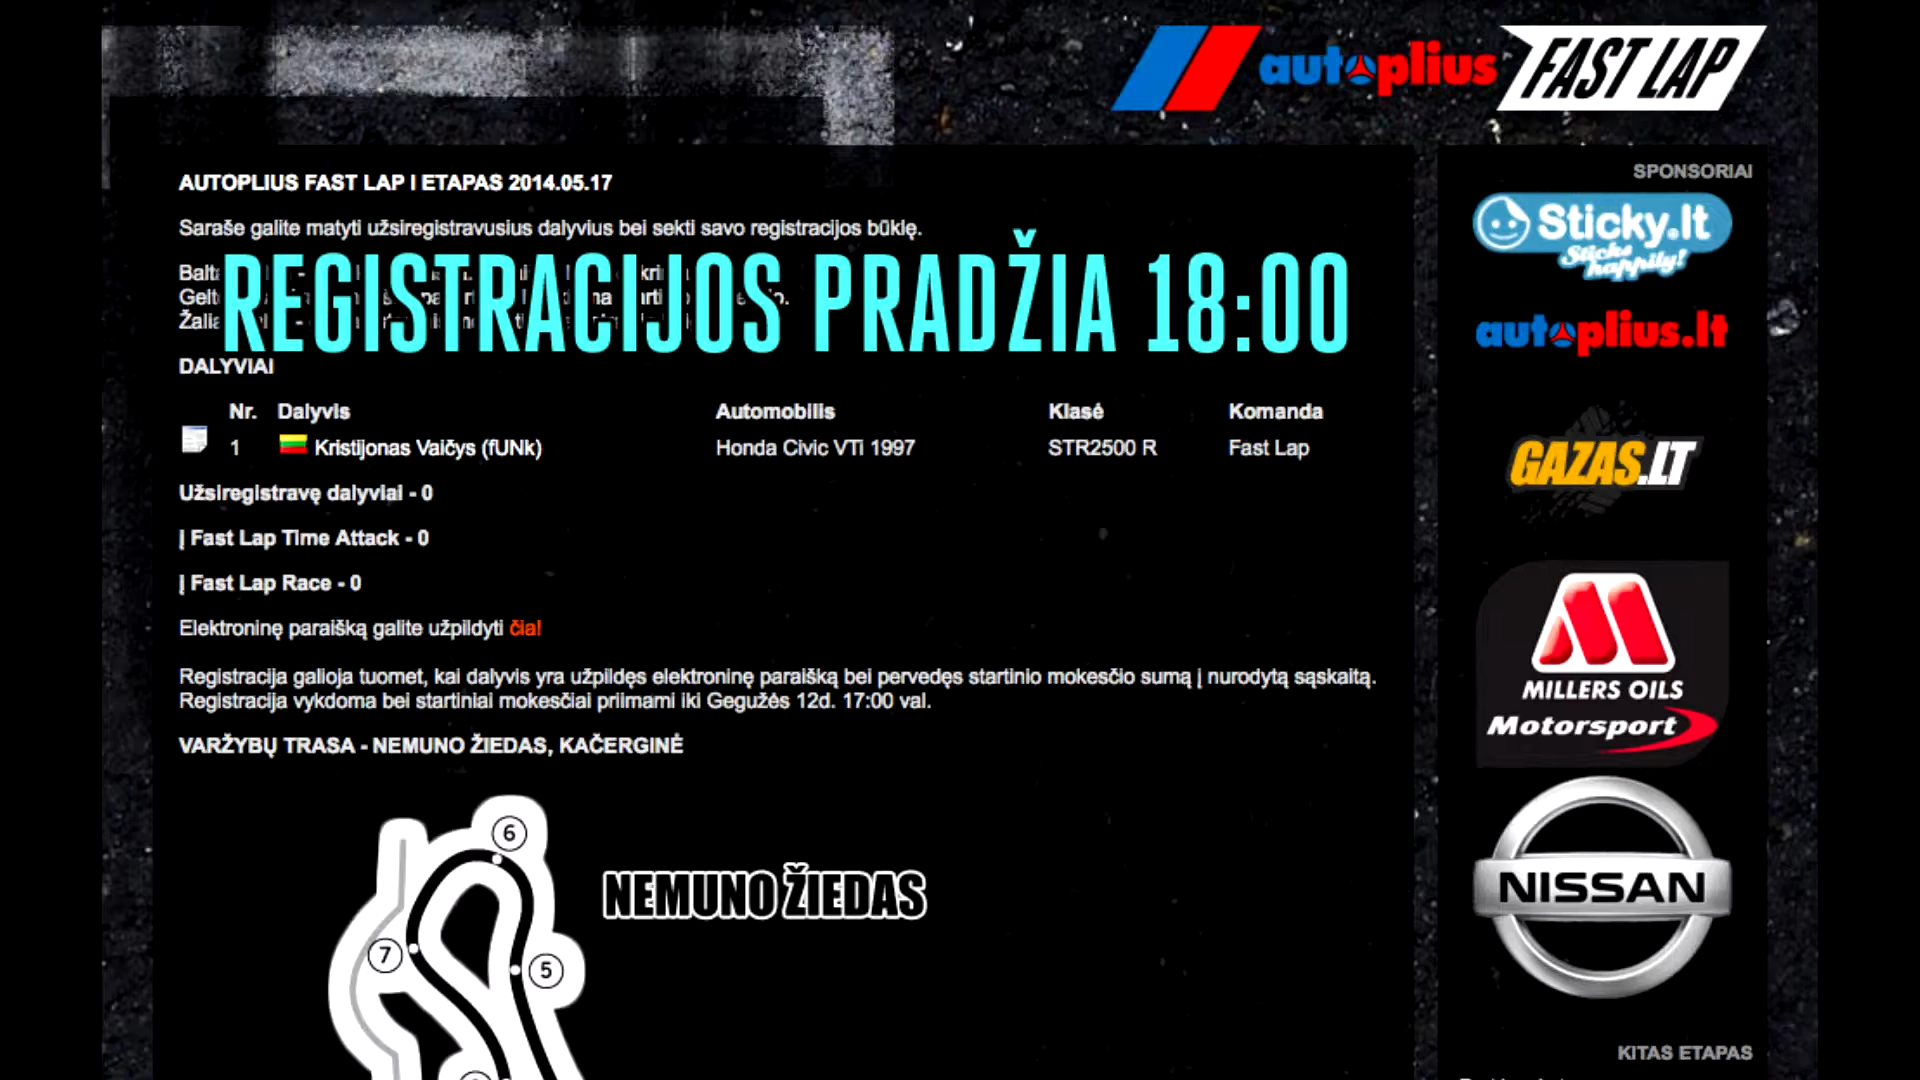 autoplius FAST LAP
AUTOPLIUS FAST LAP I ETAPAS 2014.05.17
Saraše galite matyti užsiregistravusius dalyvius bei sekti savo registracijos būklę.
REGISTRACIJOS PRADŽIA 18:00
DALYVIAI
Nr. Dalyvis Automobilis Klasė Komanda
1 Kristijonas Vaičys (fUNk) Honda Civic VTi 1997 STR2500 R Fast Lap
Užsiregistravę dalyviai - 0
Į Fast Lap Time Attack - 0
Į Fast Lap Race - 0
Elektroninę paraišką galite užpildyti čia!
Registracija galioja tuomet, kai dalyvis yra užpildęs elektroninę paraišką bei pervedęs startinio mokesčio sumą į nurodytą sąskaitą.
Registracija vykdoma bei startiniai mokesčiai priimami iki Gegužės 12d. 17:00 val.
VARŽYBŲ TRASA - NEMUNO ŽIEDAS, KAČERGINĖ
6
NEMUNO ŽIEDAS
7
5
SPONSORIAI
Sticky.lt
Sticks happily!
autoplius.lt
GAZAS.LT
MILLERS OILS
Motorsport
NISSAN
KITAS ETAPAS